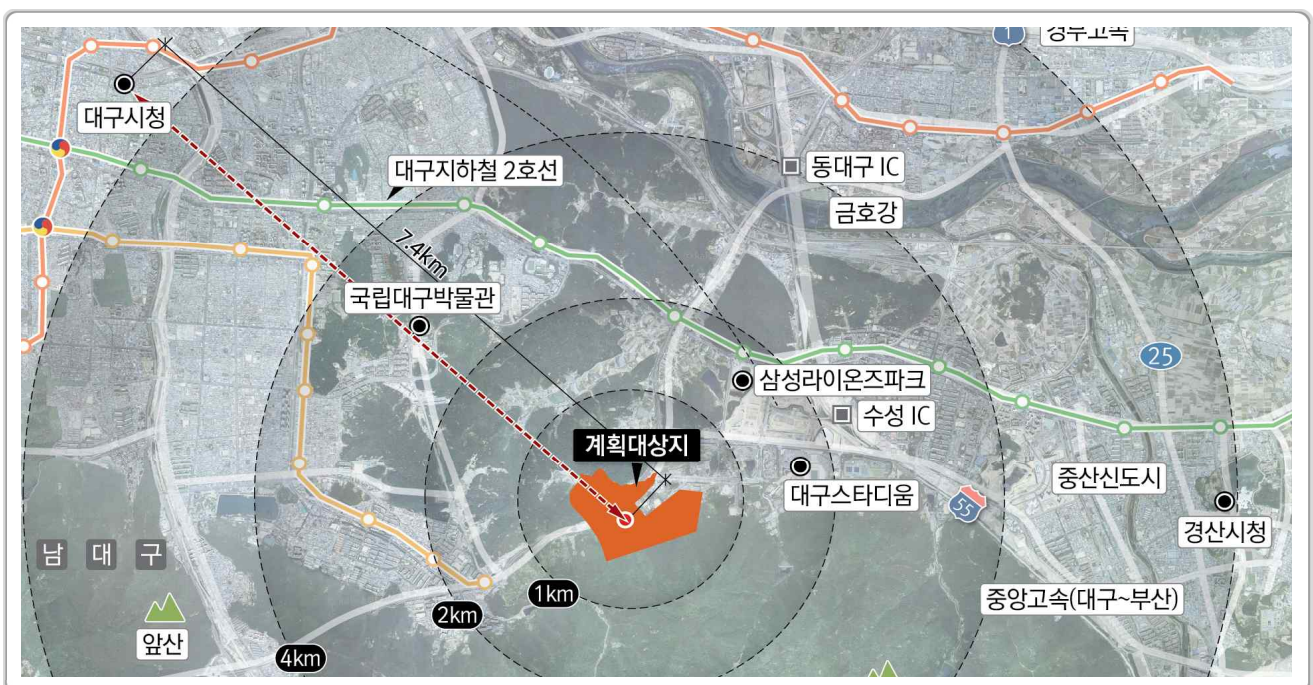 1
경부고속
대구시청
대구지하철 2호선
동대구 IC
금호강
7.4km
국립대구박물관
25
삼성라이온즈파크
수성 IC
계획대상지
대구스타디움
중산신도시
55
경산시청
남 대 구
1km
2km
중앙고속(대구~부산)
앞산
4km